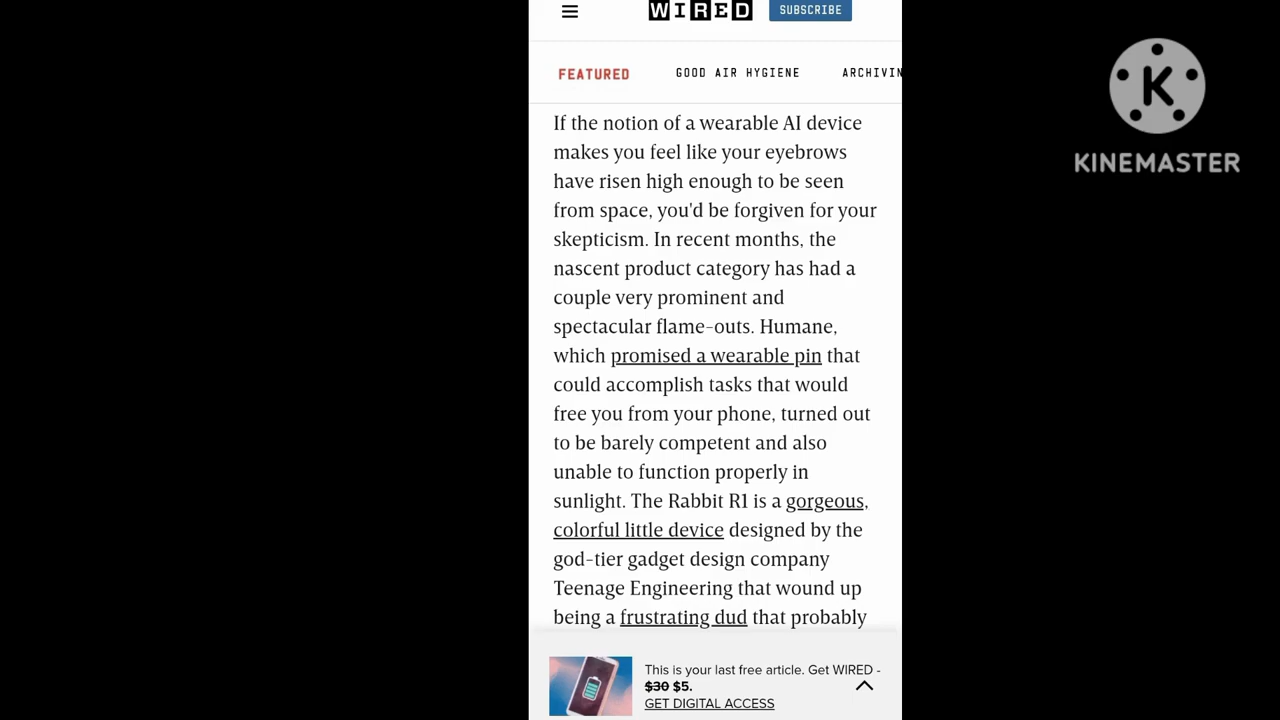 WIRED
SUBSCRIBE
FEATURED
GOOD AIR HYGIENE
ARCHIVIN
If the notion of a wearable AI device
makes you feel like your eyebrows
have risen high enough to be seen
from space, you'd be forgiven for your
skepticism. In recent months, the
nascent product category has had a
couple very prominent and
spectacular flame-outs. Humane,
which promised a wearable pin that
could accomplish tasks that would
free you from your phone, turned out
to be barely competent and also
unable to function properly in
sunlight. The Rabbit R1 is a gorgeous,
colorful little device designed by the
god-tier gadget design company
Teenage Engineering that wound up
being a frustrating dud that probably
This is your last free article. Get WIRED -
$30 $5.
GET DIGITAL ACCESS
K
KINEMASTER